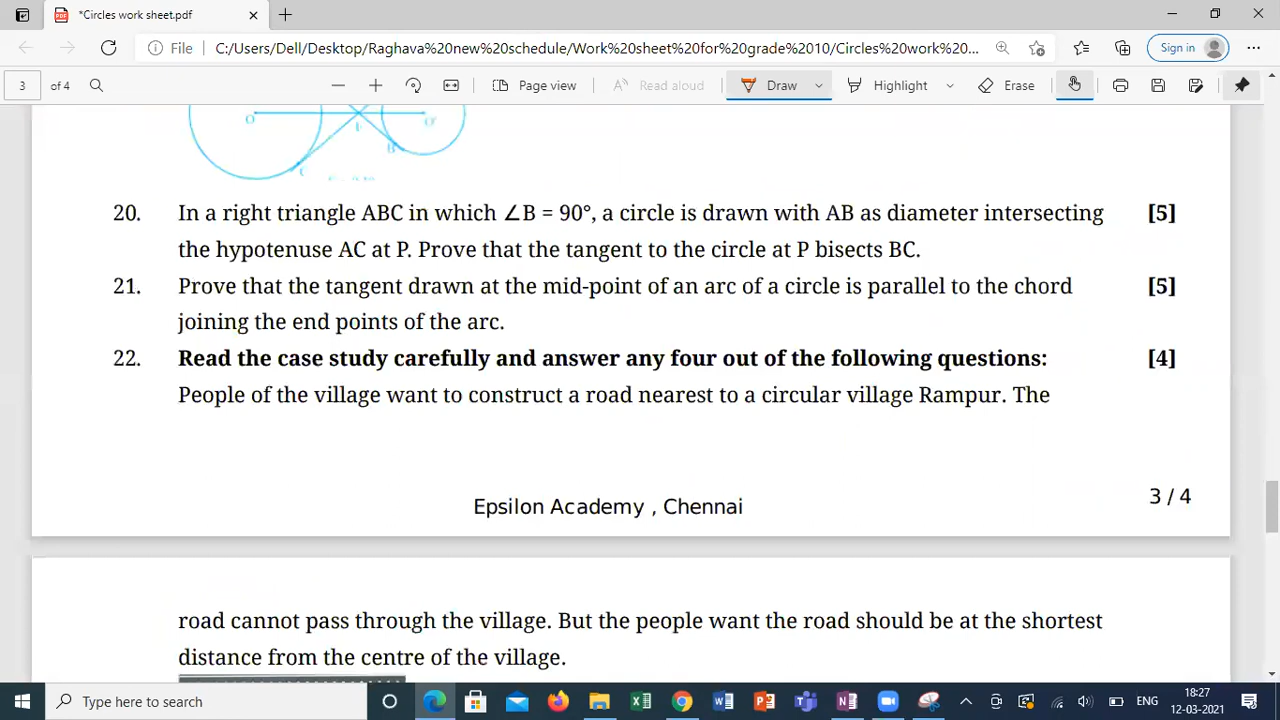 *Circles work sheet.pdf
File
C:/Users/Dell/Desktop/Raghava%20new%20schedule/Work%20sheet%20for%20grade%2010/Circles%20work%20...
Sign in
3 of 4
Page view
Read aloud
Draw
Highlight
Erase
O
B
C
20. In a right triangle ABC in which ∠B = 90°, a circle is drawn with AB as diameter intersecting [5]
the hypotenuse AC at P. Prove that the tangent to the circle at P bisects BC.
21. Prove that the tangent drawn at the mid-point of an arc of a circle is parallel to the chord [5]
joining the end points of the arc.
22. Read the case study carefully and answer any four out of the following questions: [4]
People of the village want to construct a road nearest to a circular village Rampur. The
Epsilon Academy , Chennai
3 / 4
road cannot pass through the village. But the people want the road should be at the shortest
distance from the centre of the village.
Type here to search
ENG
18:27
12-03-2021